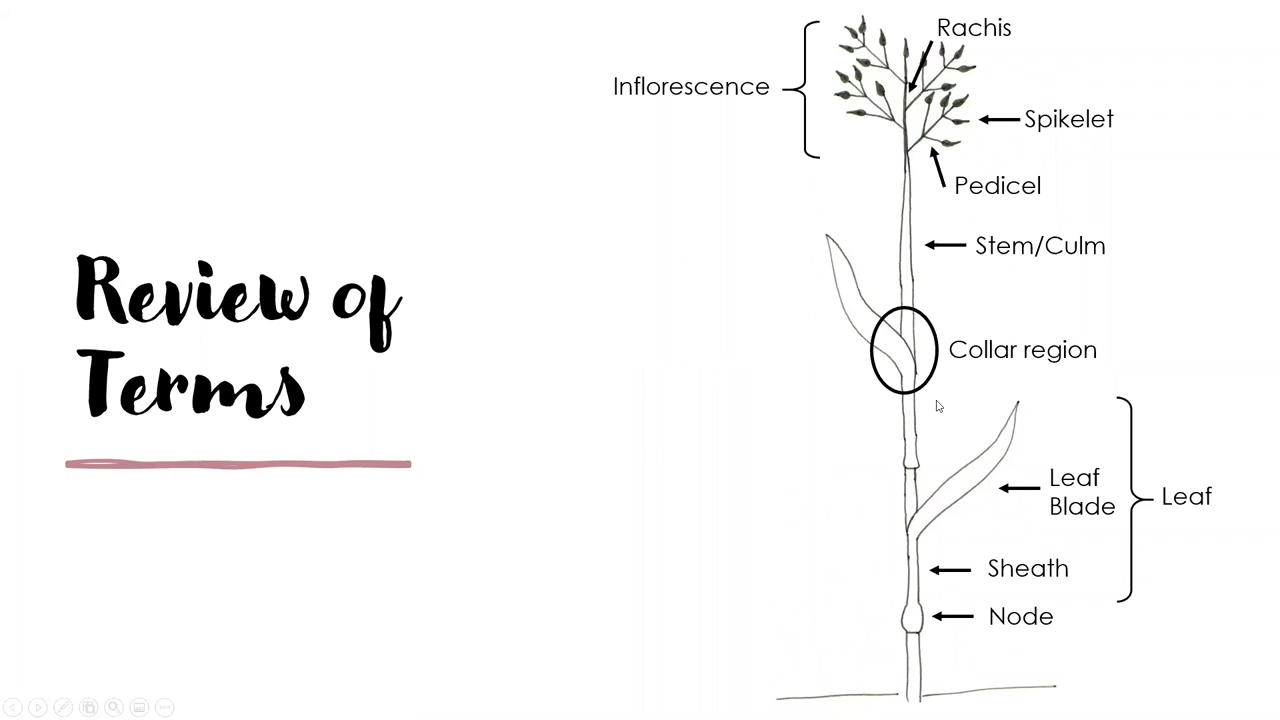 Review of
Terms
Rachis
Inflorescence
Spikelet
Pedicel
Stem/Culm
Collar region
Leaf
Blade
Leaf
Sheath
Node